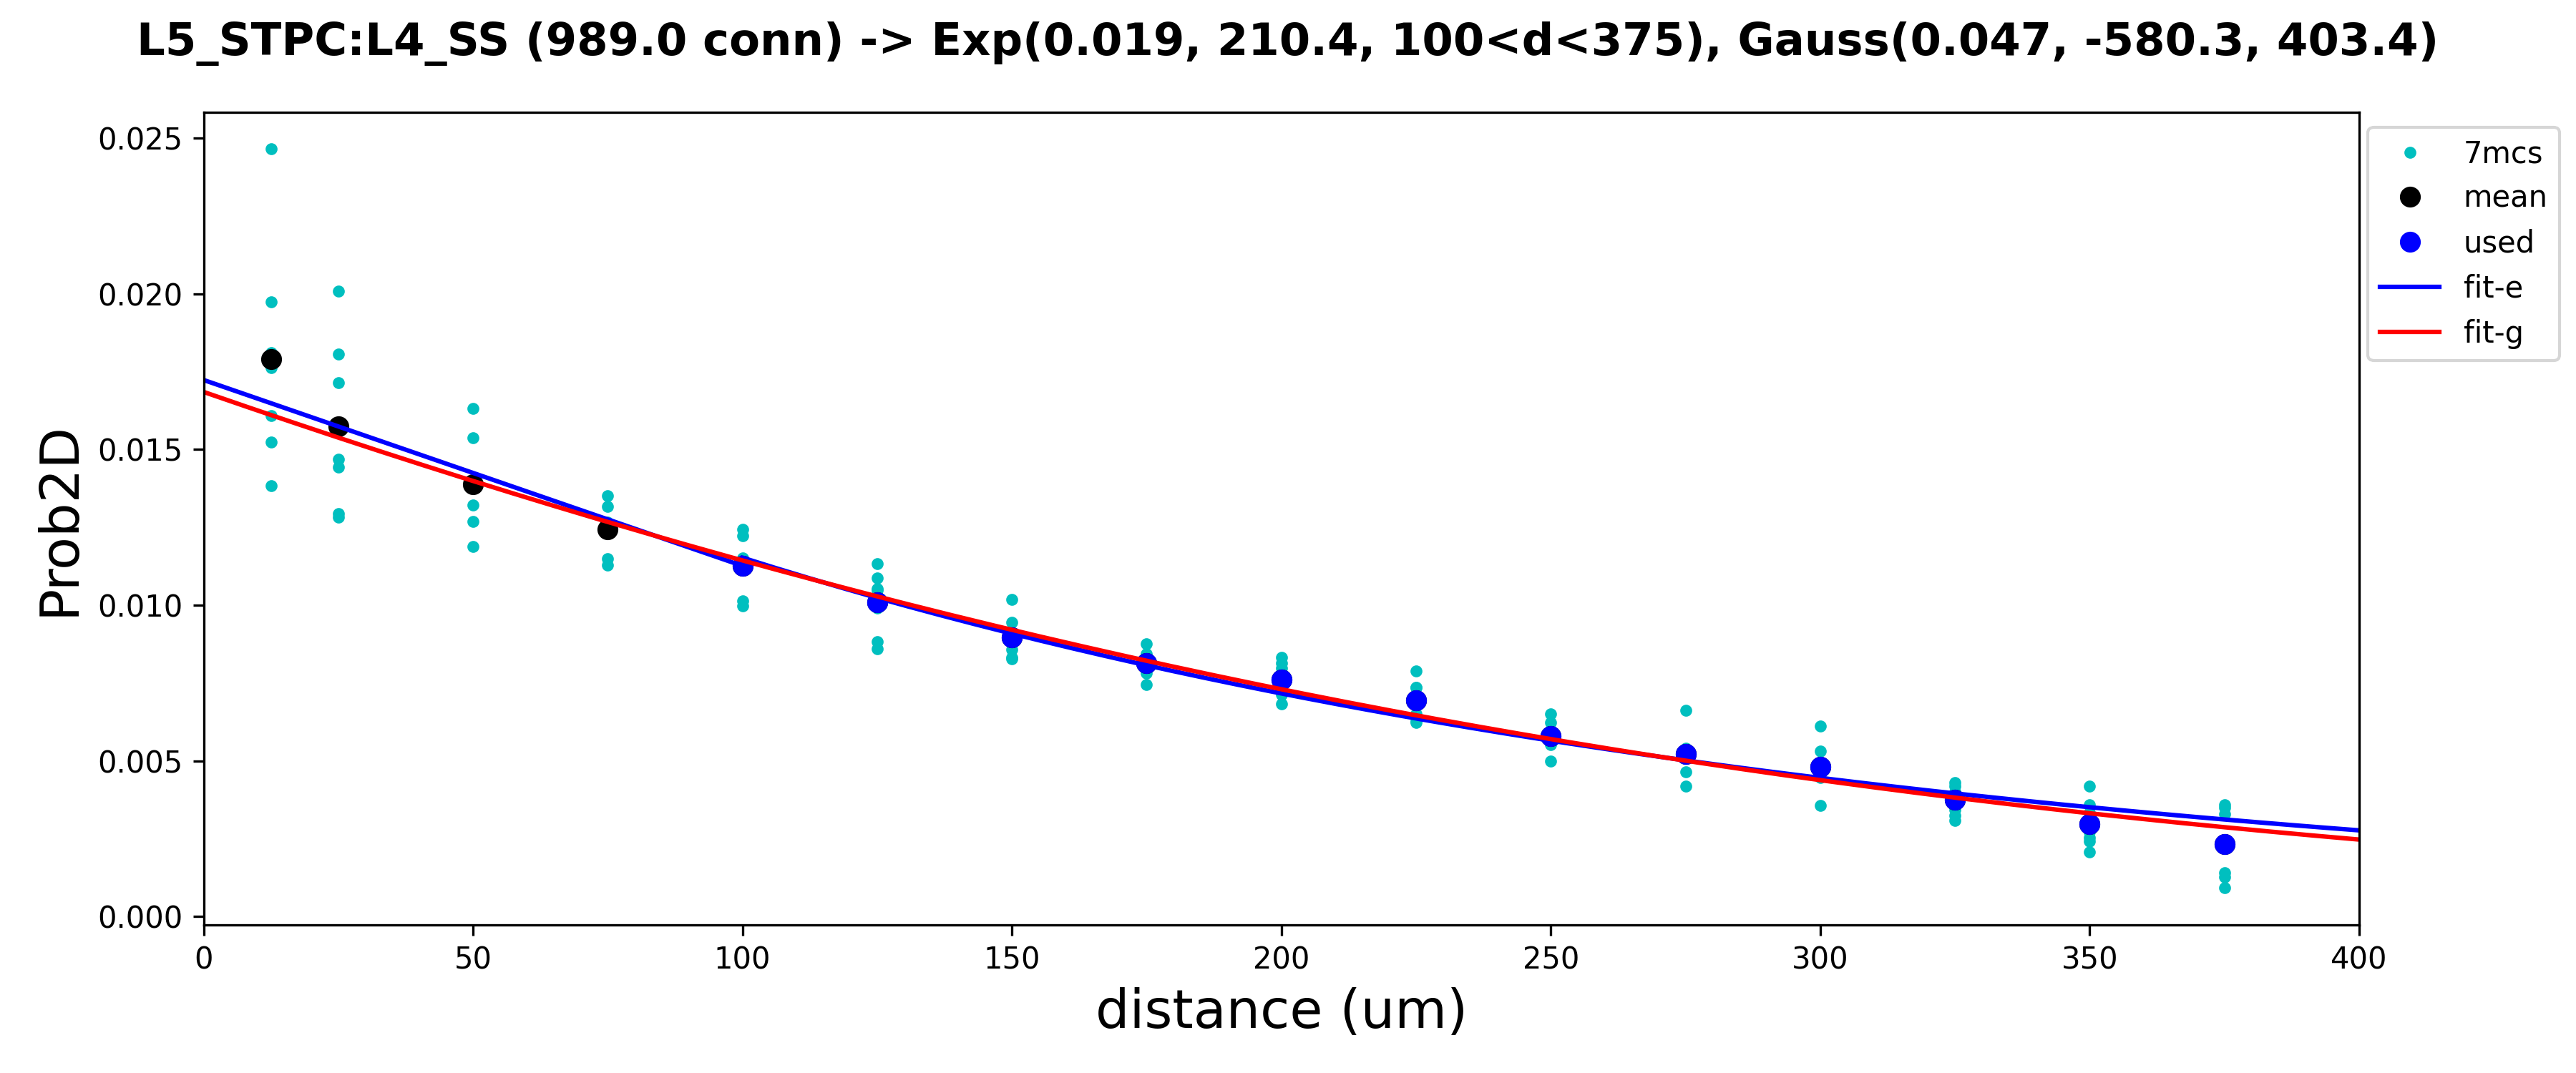 L5_STPC:L4_SS (989.0 conn) -> Exp(0.019, 210.4, 100<d<375), Gauss(0.047, -580.3, 403.4)
0.025
0.020
0.015
0.010
0.005
0.000
Prob2D
0 50 100 150 200 250 300 350 400
distance (um)
7mcs
mean
used
fit-e
fit-g